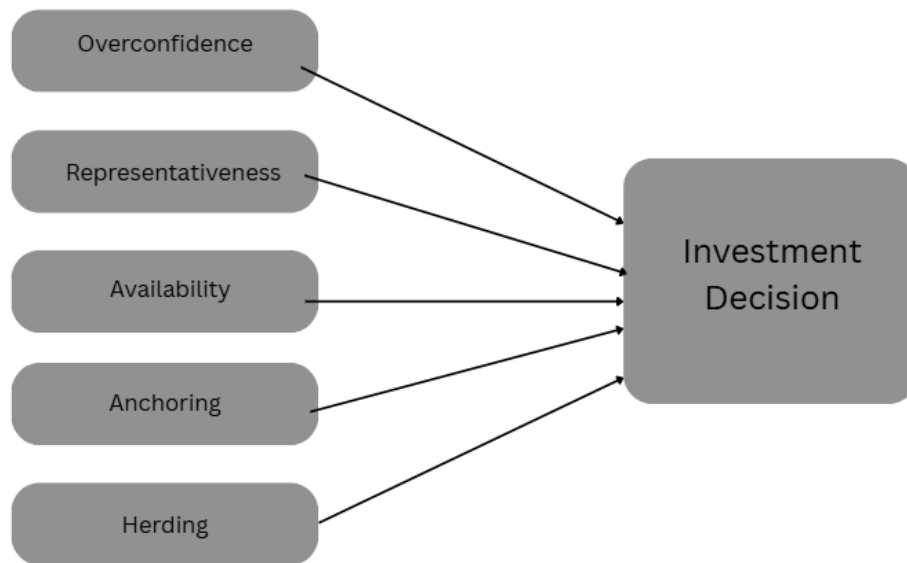 Overconfidence
Representativeness
Availability
Anchoring
Herding
Investment
Decision